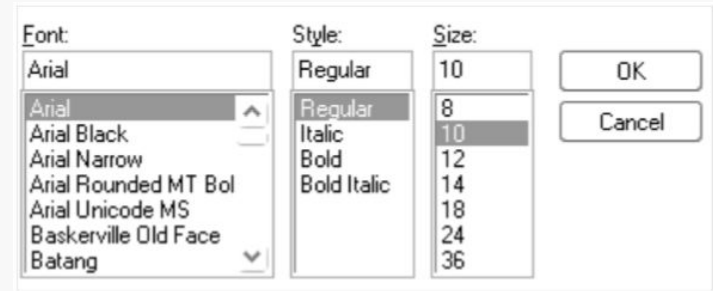 Font: Style: Size:
Arial Regular 10 OK
Arial Regular 8 Cancel
Arial Black Italic 10
Arial Narrow Bold 12
Arial Rounded MT Bol Bold Italic 14
Arial Unicode MS 18
Baskerville Old Face 24
Batang 36